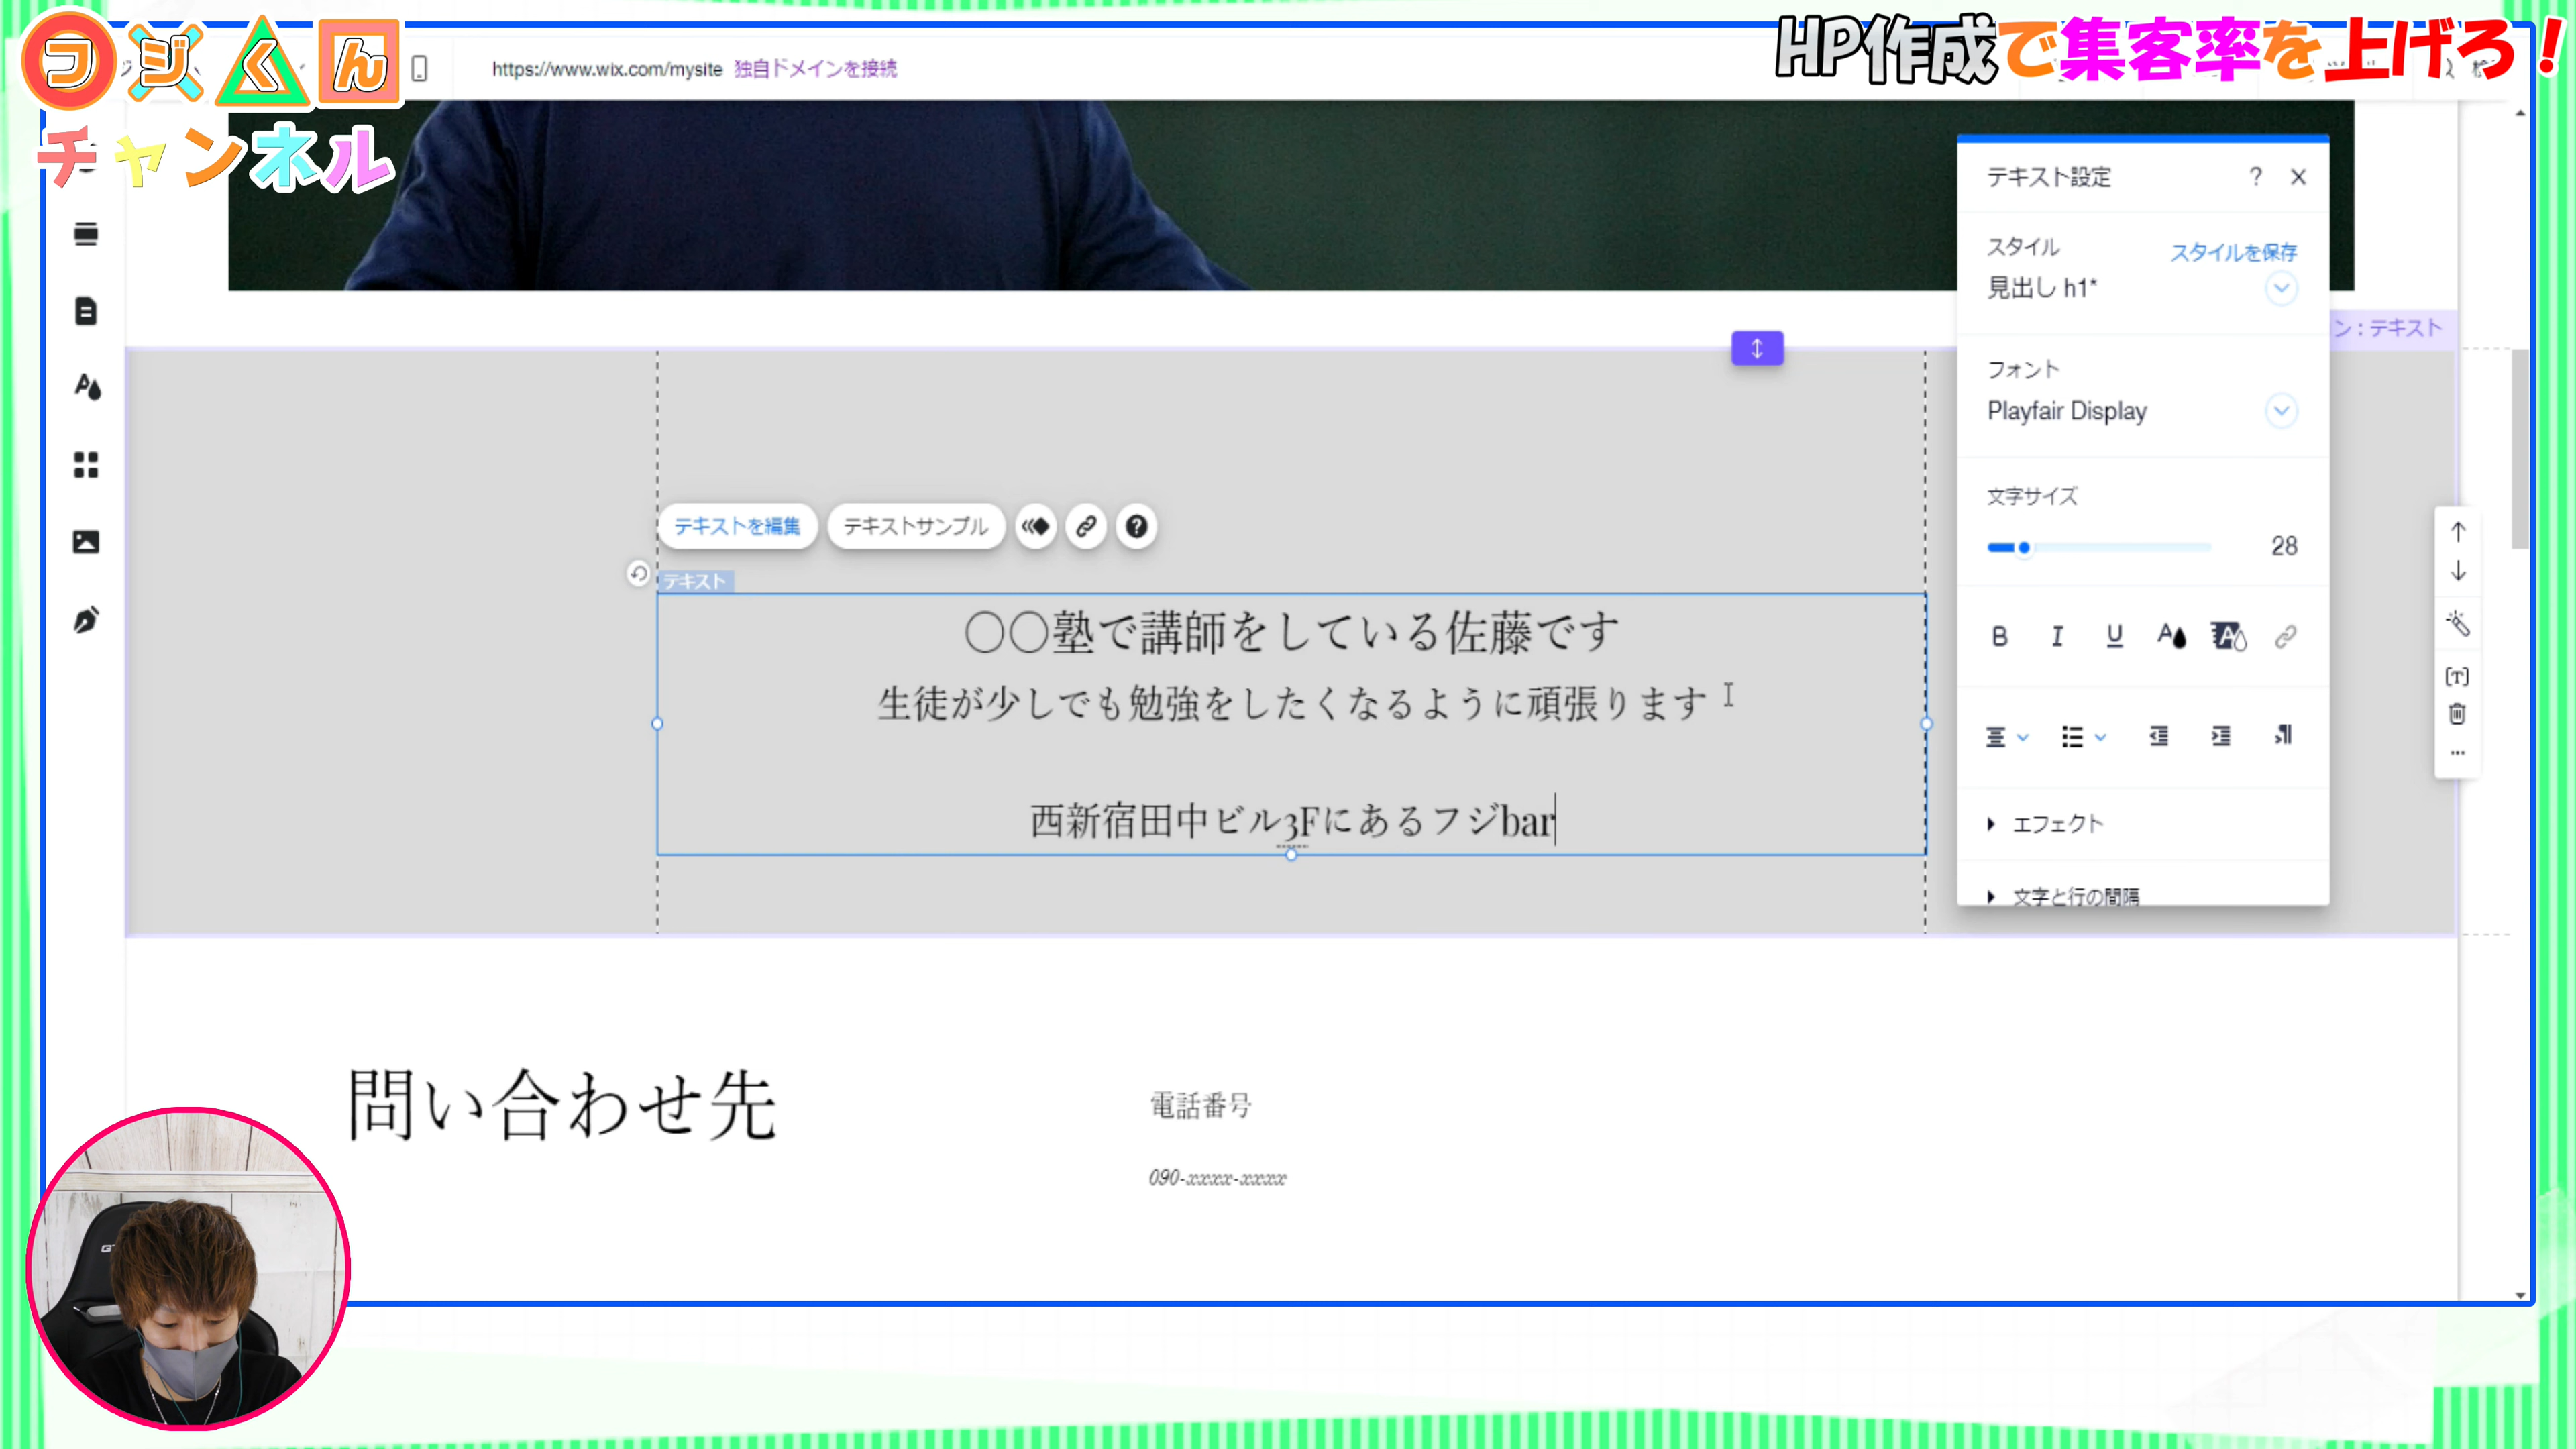 フジくん
チャンネル
HP作成で集客率を上げろ！
https://www.wix.com/mysite 独自ドメインを接続
テキスト設定 ? ×
スタイル スタイルを保存
見出し h1*
ン：テキスト
フォント
Playfair Display
文字サイズ
28
テキストを編集 テキストサンプル
テキスト
〇〇塾で講師をしている佐藤です
生徒が少しでも勉強をしたくなるように頑張ります
西新宿田中ビル3Fにあるフジbar
B I U
エフェクト
文字と行の間隔
問い合わせ先
電話番号
090-xxxx-xxxx